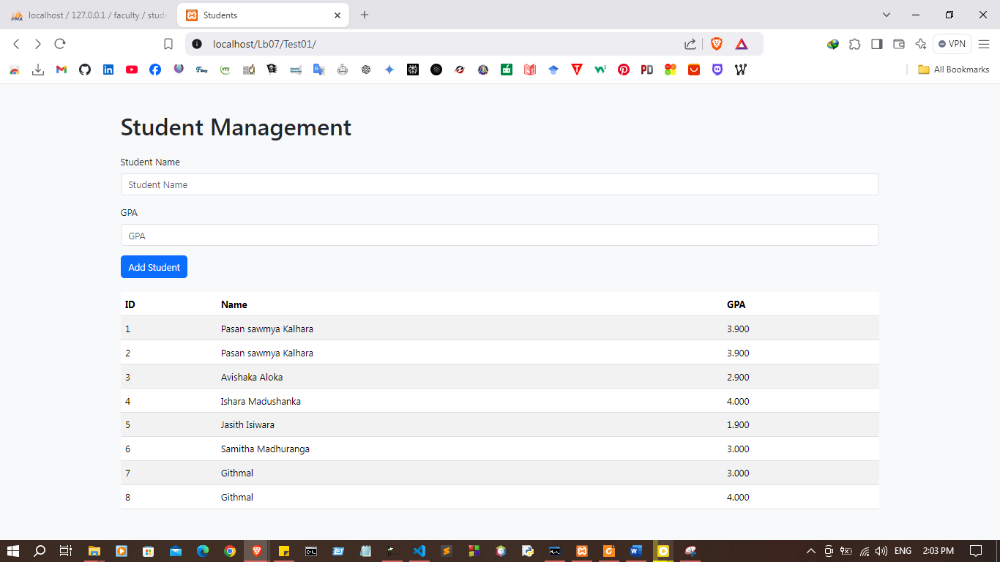 localhost / 127.0.0.1 / faculty / stude
Students
localhost/Lb07/Test01/
VPN
All Bookmarks
Student Management
Student Name
Student Name
GPA
GPA
Add Student
ID Name GPA
1 Pasan sawmya Kalhara 3.900
2 Pasan sawmya Kalhara 3.900
3 Avishaka Aloka 2.900
4 Ishara Madushanka 4.000
5 Jasith Isiwara 1.900
6 Samitha Madhuranga 3.000
7 Githmal 3.000
8 Githmal 4.000
ENG 2:03 PM